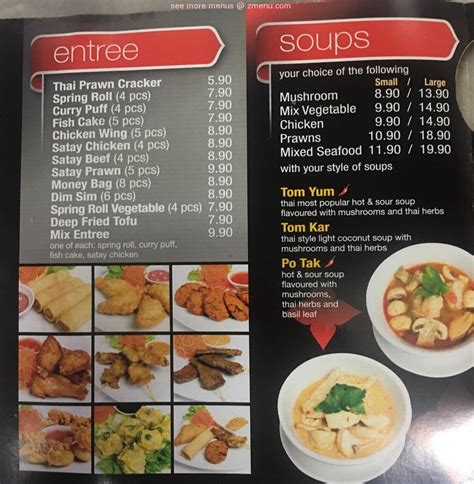 see more menus @ zmenu.com
entree
Thai Prawn Cracker 5.90
Spring Roll (4 pcs) 7.90
Curry Puff (4 pcs) 7.90
Fish Cake (5 pcs) 7.90
Chicken Wing (5 pcs) 8.90
Satay Chicken (4 pcs) 8.90
Satay Beef (4 pcs) 8.90
Satay Prawn (5 pcs) 9.90
Money Bag (8 pcs) 8.90
Dim Sim (6 pcs) 7.90
Spring Roll Vegetable (4 pcs) 7.90
Deep Fried Tofu 7.90
Mix Entree 9.90
one of each: spring roll, curry puff,
fish cake, satay chicken
soups
your choice of the following
Small / Large
Mushroom 8.90 / 13.90
Mix Vegetable 9.90 / 14.90
Chicken 9.90 / 14.90
Prawns 10.90 / 18.90
Mixed Seafood 11.90 / 19.90
with your style of soups
Tom Yum
thai most popular hot & sour soup
flavoured with mushrooms and thai herbs
Tom Kar
thai style light coconut soup with
mushrooms and thai herbs
Po Tak
hot & sour soup
flavoured with
mushrooms,
thai herbs and
basil leaf